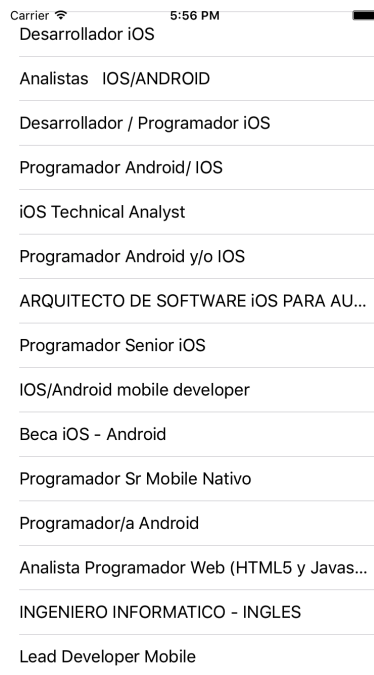 Carrier 5:56 PM
Desarrollador iOS
Analistas   IOS/ANDROID
Desarrollador / Programador iOS
Programador Android/ IOS
iOS Technical Analyst
Programador Android y/o IOS
ARQUITECTO DE SOFTWARE iOS PARA AU...
Programador Senior iOS
IOS/Android mobile developer
Beca iOS - Android
Programador Sr Mobile Nativo
Programador/a Android
Analista Programador Web (HTML5 y Javas...
INGENIERO INFORMATICO - INGLES
Lead Developer Mobile